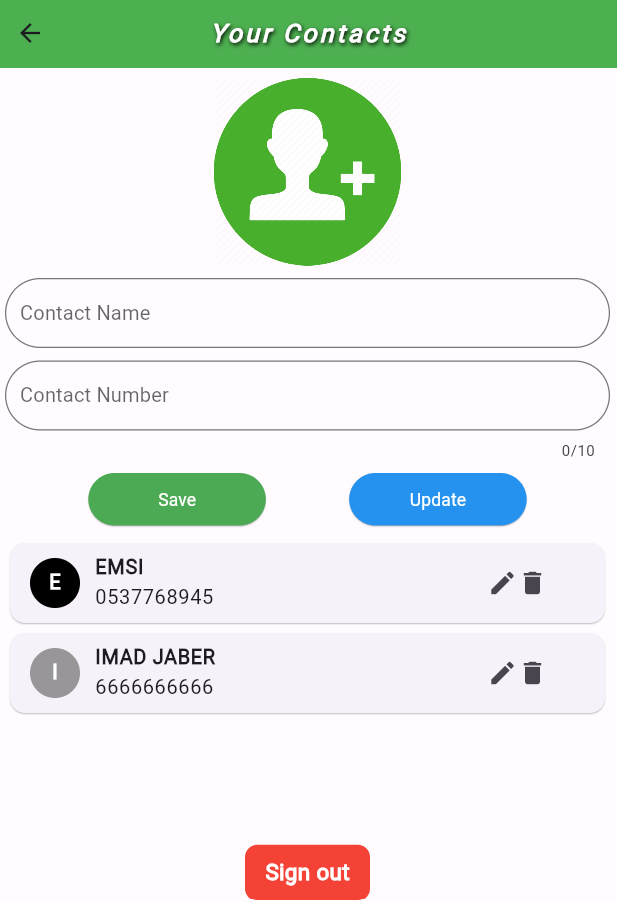 Your Contacts
Contact Name
Contact Number
0/10
Save
Update
E
EMSI
0537768945
I
IMAD JABER
6666666666
Sign out